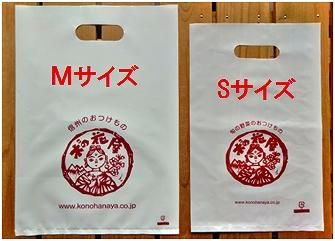 Mサイズ
信州のおつけもの
木の花屋
www.konohanaya.co.jp
Sサイズ
旬の野菜のおつけもの
木の花屋
www.konohanaya.co.jp